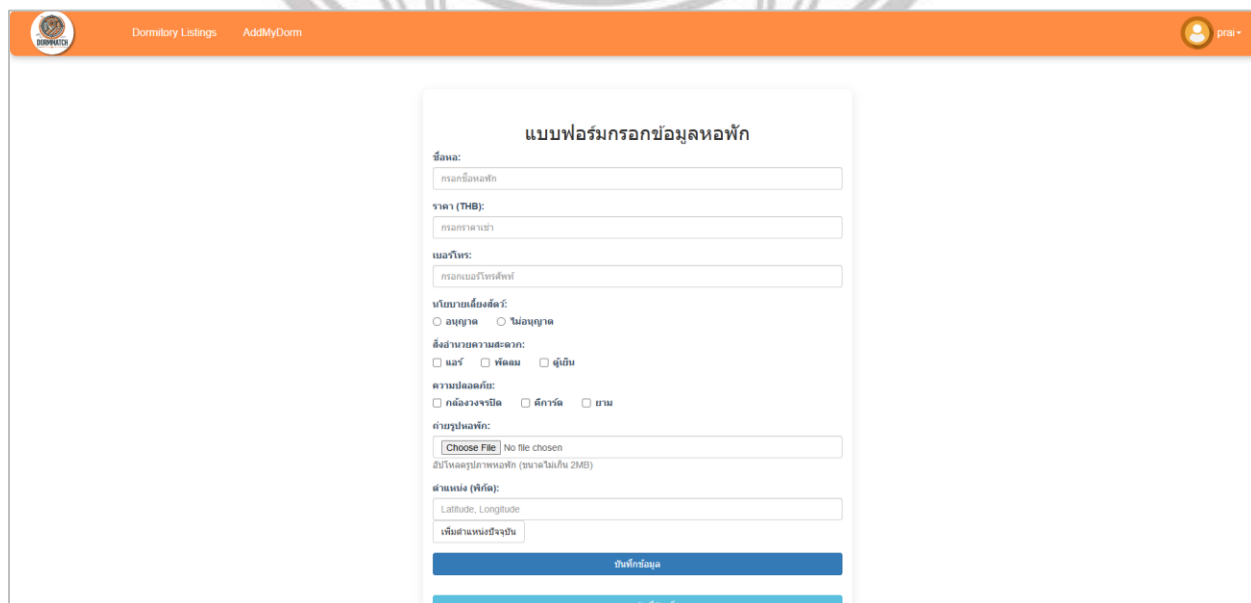 DORMMATCH
Dormitory Listings AddMyDorm prai
แบบฟอร์มกรอกข้อมูลหอพัก
ชื่อหอ:
กรอกชื่อหอพัก
ราคา (THB):
กรอกราคาเช่า
เบอร์โทร:
กรอกเบอร์โทรศัพท์
นโยบายเลี้ยงสัตว์:
อนุญาต ไม่อนุญาต
สิ่งอำนวยความสะดวก:
แอร์ พัดลม ตู้เย็น
ความปลอดภัย:
กล้องวงจรปิด คีการ์ด ยาม
ถ่ายรูปหอพัก:
Choose File No file chosen
อัปโหลดรูปภาพหอพัก (ขนาดไม่เกิน 2MB)
ตำแหน่ง (พิกัด):
Latitude, Longitude
เพิ่มตำแหน่งปัจจุบัน
บันทึกข้อมูล